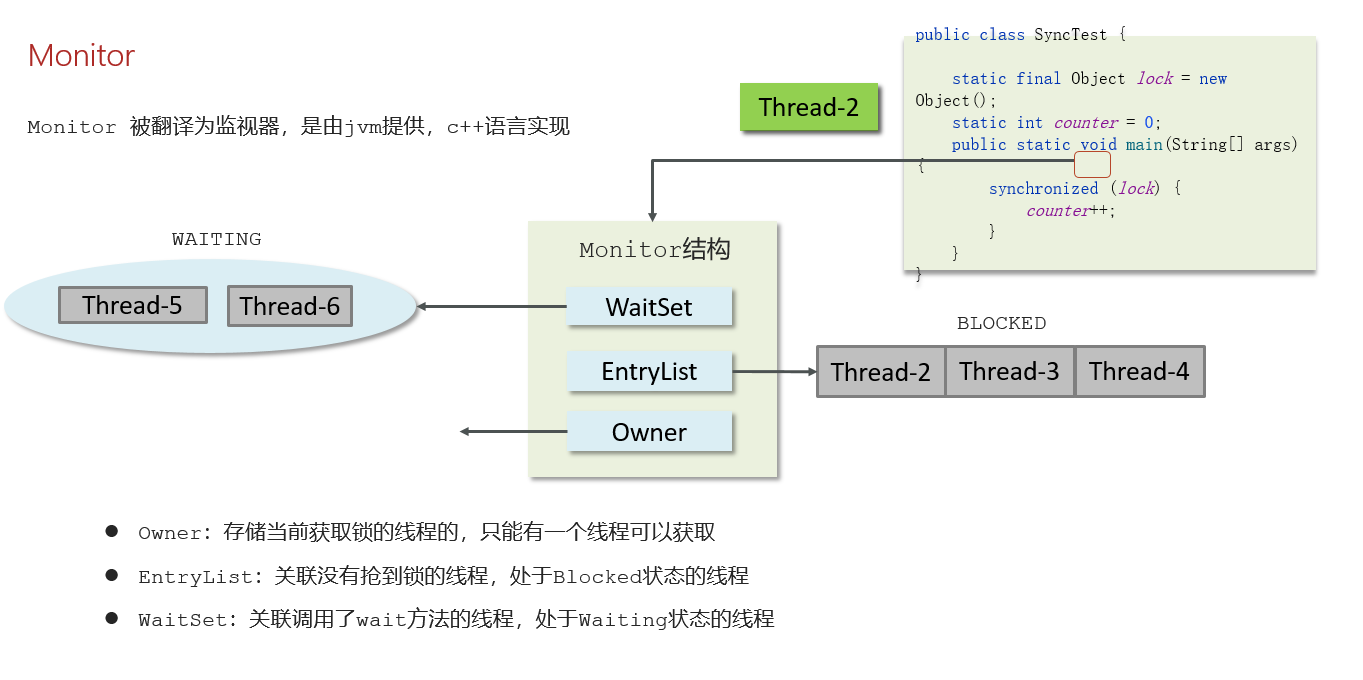 Monitor
Monitor 被翻译为监视器，是由jvm提供，c++语言实现
Thread-2
public class SyncTest {
static final Object lock = new
Object();
static int counter = 0;
public static void main(String[] args)
{
synchronized (lock) {
counter++;
}
}
}
WAITING
Thread-5
Thread-6
Monitor结构
WaitSet
EntryList
Owner
BLOCKED
Thread-2
Thread-3
Thread-4
● Owner：存储当前获取锁的线程的，只能有一个线程可以获取
● EntryList：关联没有抢到锁的线程，处于Blocked状态的线程
● WaitSet：关联调用了wait方法的线程，处于Waiting状态的线程